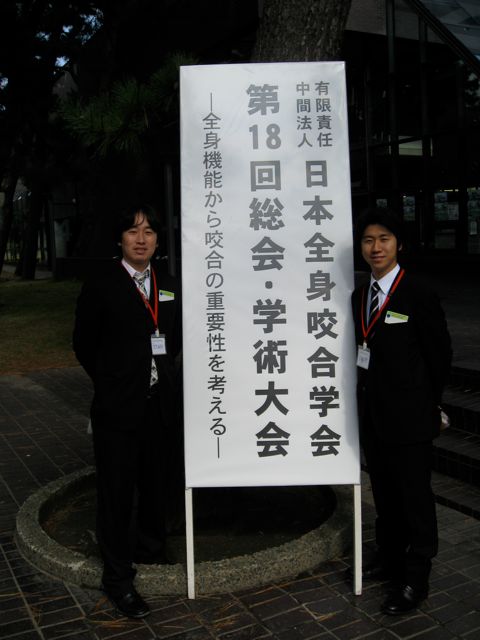 有限責任
中間法人
日本全身咬合学会
第18回総会・学術大会
―全身機能から咬合の重要性を考える―